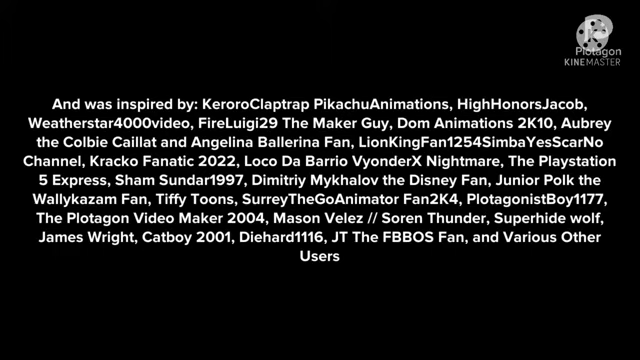 Plotagon
KINEMASTER
And was inspired by: KeroroClaptrap PikachuAnimations, HighHonorsJacob,
Weatherstar4000video, FireLuigi29 The Maker Guy, Dom Animations 2K10, Aubrey
the Colbie Caillat and Angelina Ballerina Fan, LionKingFan1254SimbaYesScarNo
Channel, Kracko Fanatic 2022, Loco Da Barrio VyonderX Nightmare, The Playstation
5 Express, Sham Sundar1997, Dimitriy Mykhalov the Disney Fan, Junior Polk the
Wallykazam Fan, Tiffy Toons, SurreyTheGoAnimator Fan2K4, PlotagonistBoy1177,
The Plotagon Video Maker 2004, Mason Velez // Soren Thunder, Superhide wolf,
James Wright, Catboy 2001, Diehard1116, JT The FBBOS Fan, and Various Other
Users